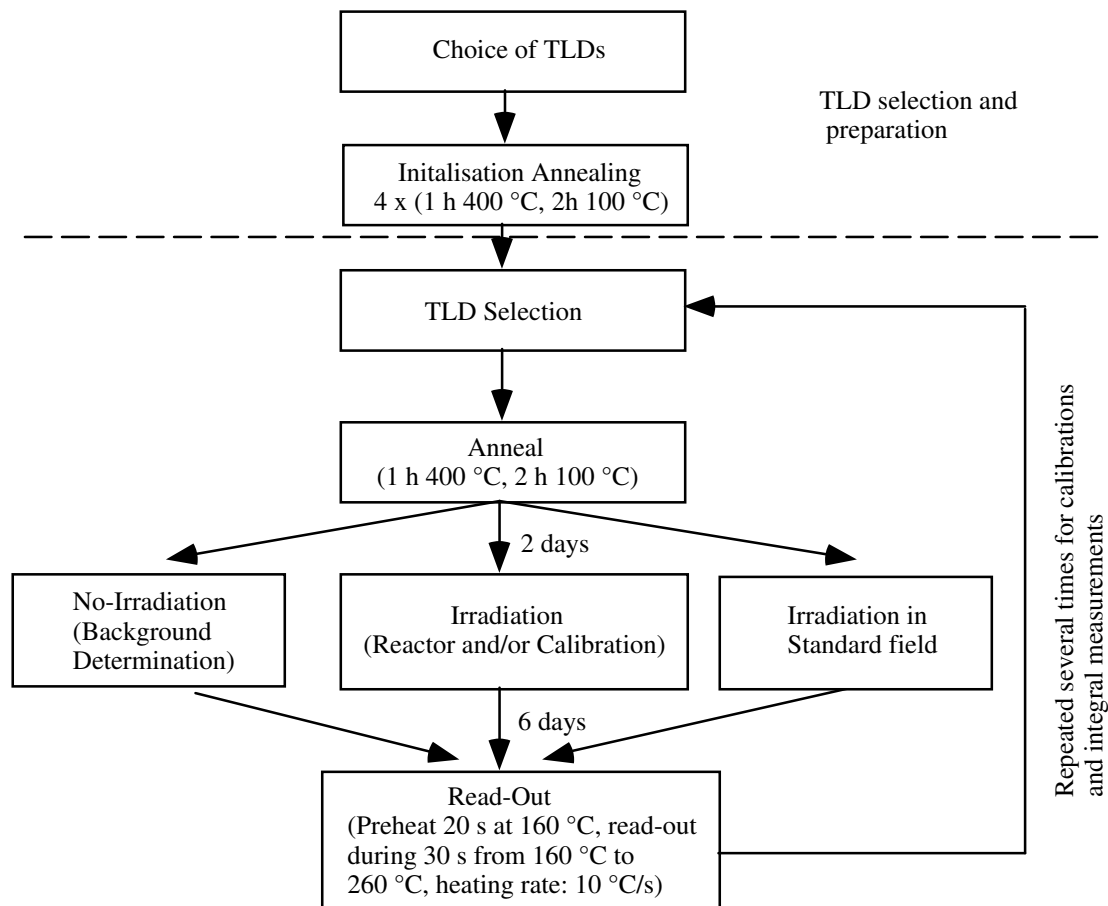 Choice of TLDs
TLD selection and
preparation
Initalisation Annealing
4 x (1 h 400 °C, 2h 100 °C)
TLD Selection
Anneal
(1 h 400 °C, 2 h 100 °C)
2 days
No-Irradiation
(Background
Determination)
Irradiation
(Reactor and/or Calibration)
Irradiation in
Standard field
6 days
Read-Out
(Preheat 20 s at 160 °C, read-out
during 30 s from 160 °C to
260 °C, heating rate: 10 °C/s)
Repeated several times for calibrations
and integral measurements